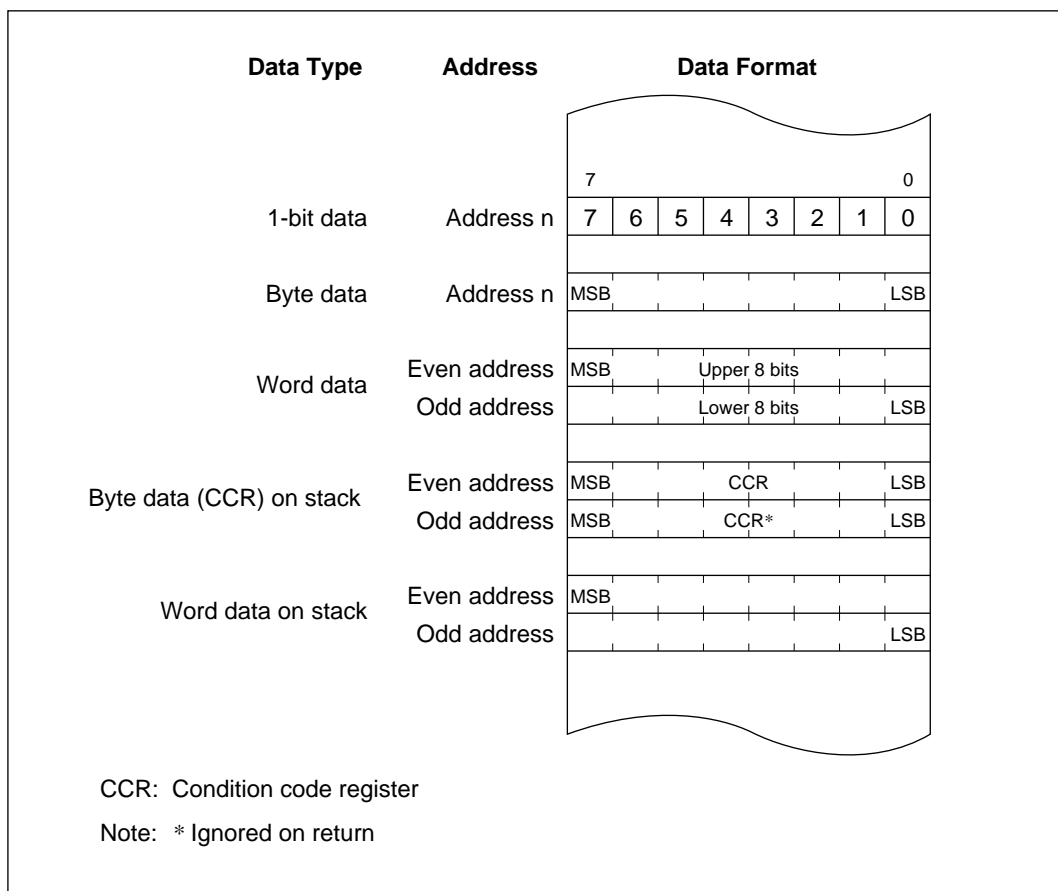 Data Type Address Data Format
7 0
1-bit data Address n 7 6 5 4 3 2 1 0
Byte data Address n MSB LSB
Word data
Even address MSB Upper 8 bits
Odd address Lower 8 bits LSB
Byte data (CCR) on stack
Even address MSB CCR LSB
Odd address MSB CCR* LSB
Word data on stack
Even address MSB
Odd address LSB
CCR: Condition code register
Note: * Ignored on return